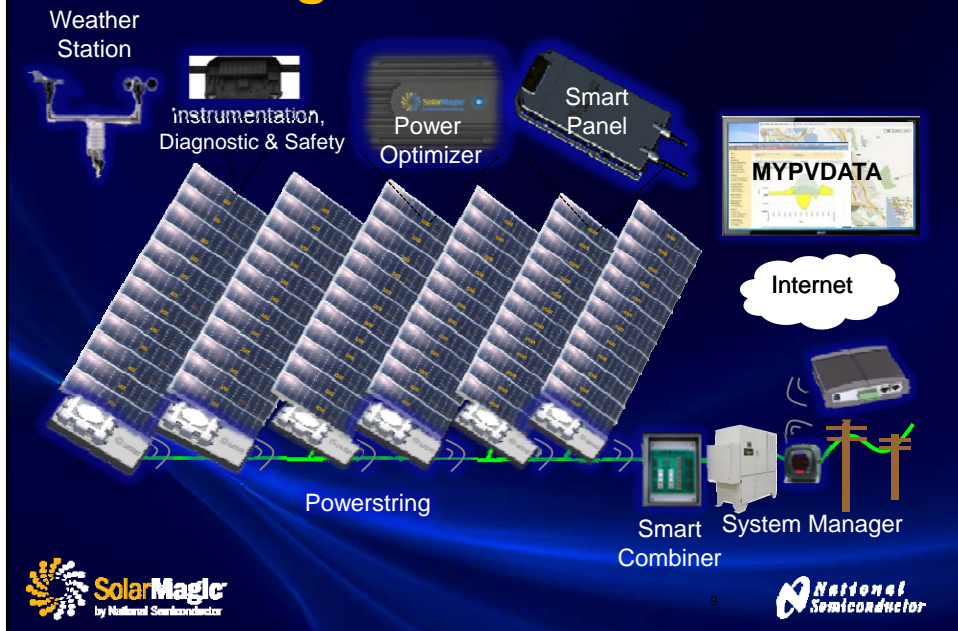 Weather
Station
Instrumentation,
Diagnostic & Safety
SolarMagic
Power
Optimizer
Smart
Panel
MYPVDATA
Internet
Powerstring
Smart
Combiner
System Manager
SolarMagic
by National Semiconductor
9
National
Semiconductor